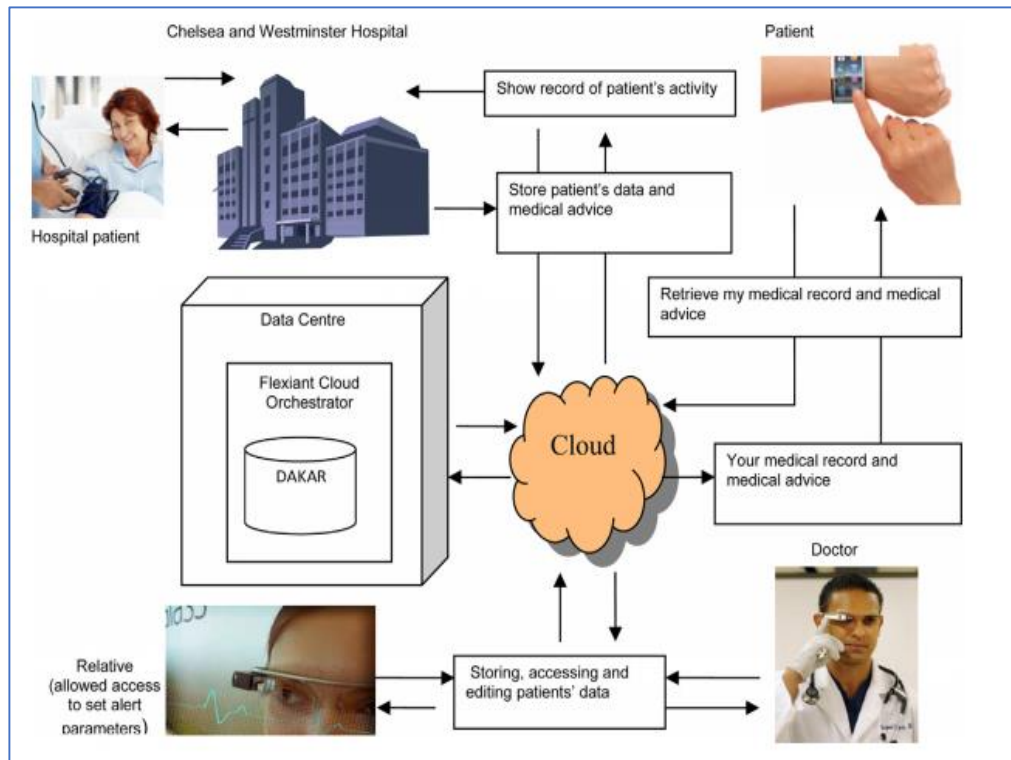 Chelsea and Westminster Hospital
Patient
Show record of patient's activity
Store patient's data and
medical advice
Hospital patient
Retrieve my medical record and medical
advice
Data Centre
Flexiant Cloud
Orchestrator
DAKAR
Cloud
Your medical record and
medical advice
Doctor
Relative
(allowed access
to set alert
parameters)
Storing, accessing and
editing patients' data